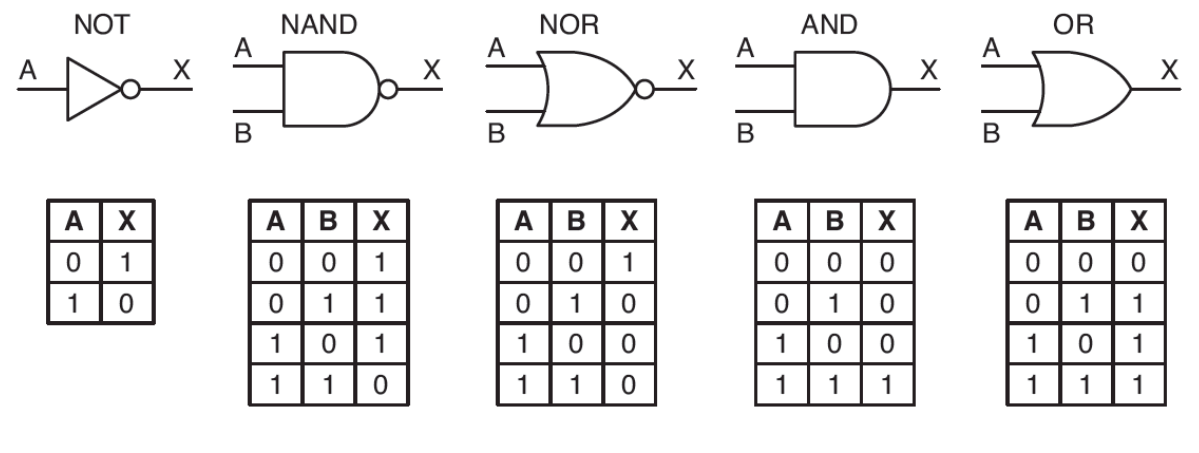 NOT NAND NOR AND OR
A A A A A
A X X X X X
B B B B
A X A B X A B X A B X A B X
0 1 0 0 1 0 0 1 0 0 0 0 0 0
1 0 0 1 1 0 1 0 0 1 0 0 1 1
1 0 1 1 0 0 1 0 0 1 0 1
1 1 0 1 1 0 1 1 1 1 1 1